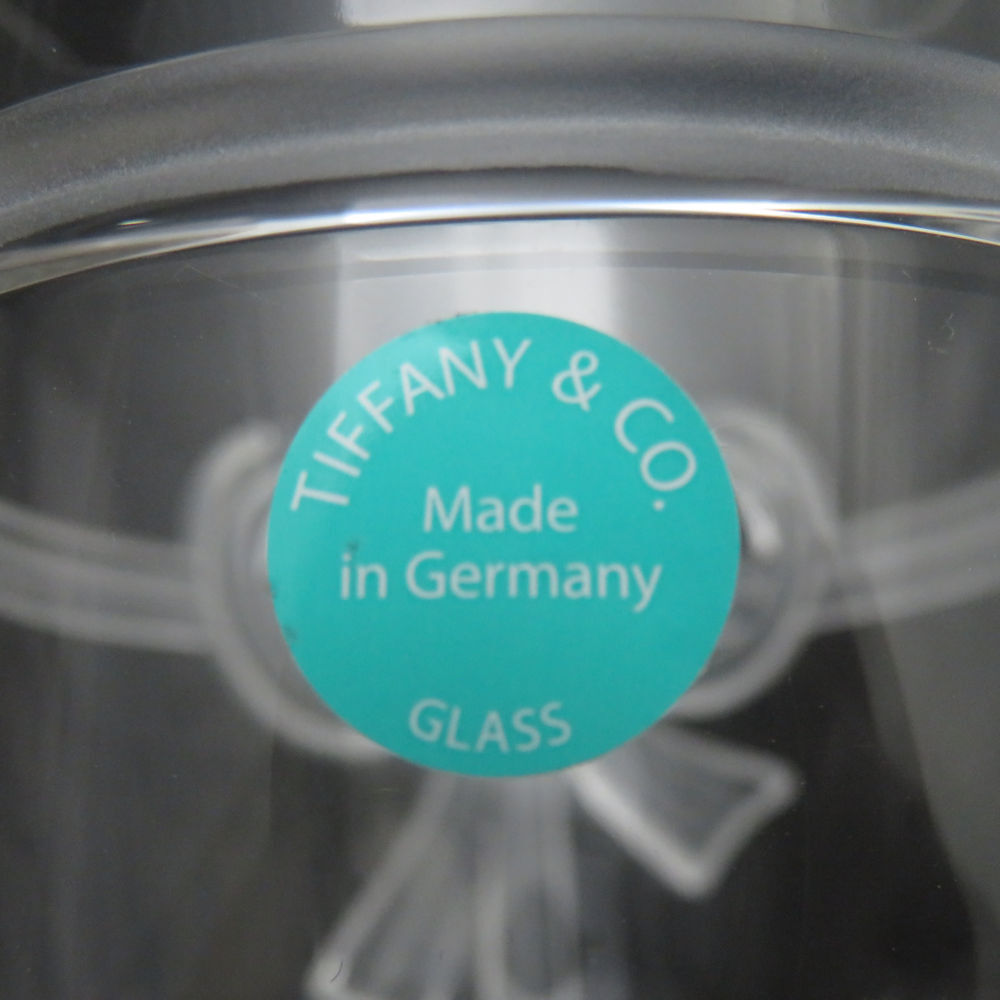 TIFFANY & CO.
Made
in Germany
GLASS